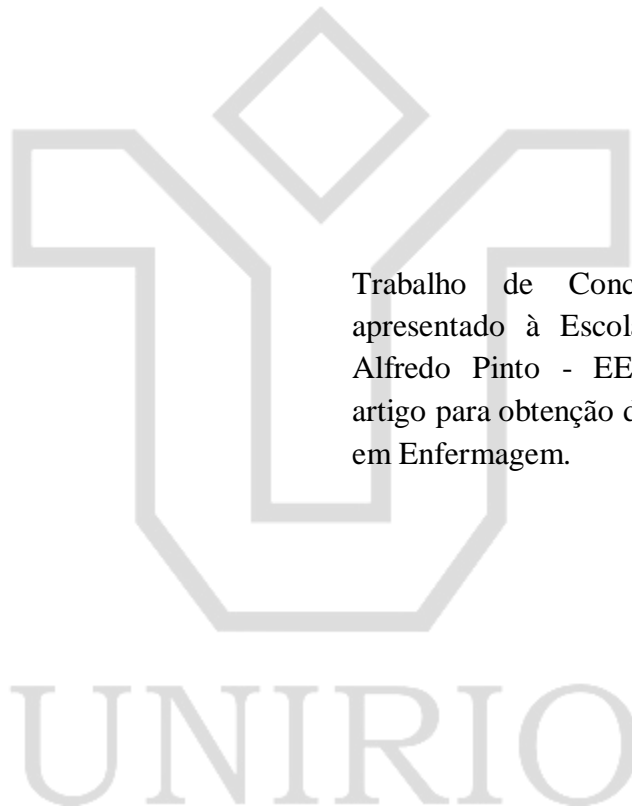 Trabalho de Conc
apresentado à Escol
Alfredo Pinto - EE
artigo para obtenção d
em Enfermagem.
UNIRIO